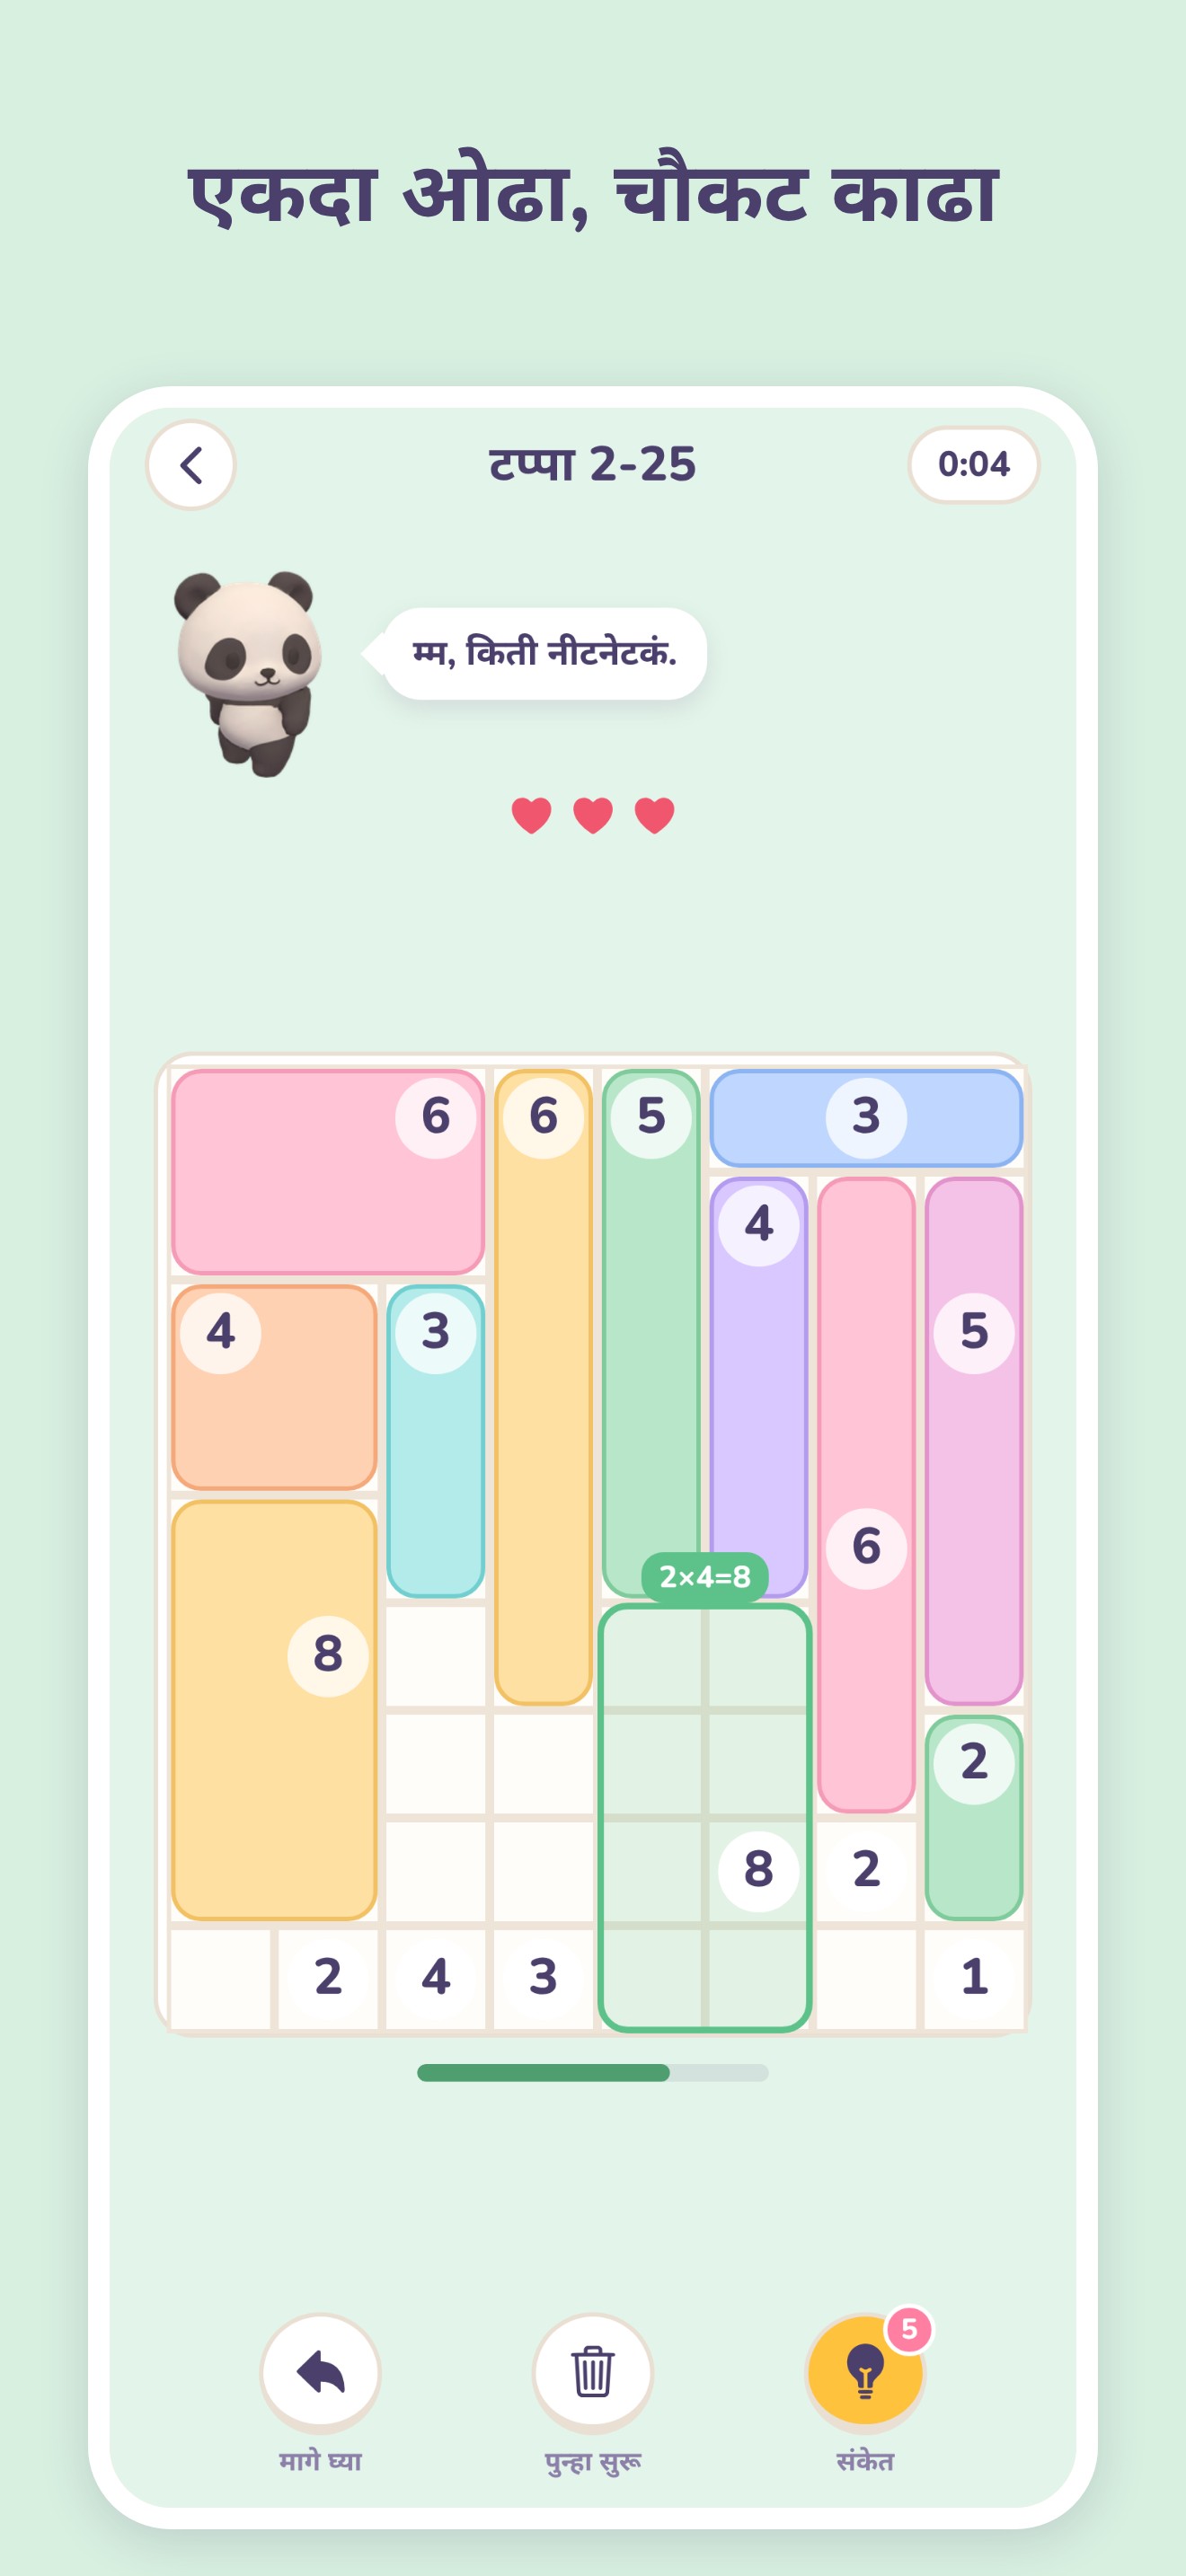 एकदा ओढा, चौकट काढा
टप्पा 2-25
0:04
म्म, किती नीटनेटकं.
6 6 5 3
4
4 3 5
6
2×4=8
8
2
8 2
2 4 3 1
5
मागे घ्या
पुन्हा सुरू
संकेत